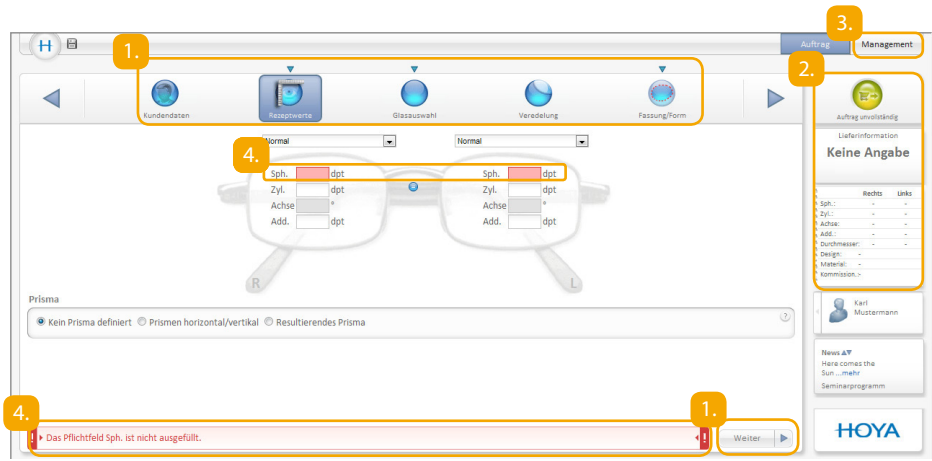 3.
H
1.
Auftrag
Management
2.
Kundendaten
Rezeptwerte
Glasauswahl
Veredelung
Fassung/Form
Auftrag unvollständig
Lieferinformation
Keine Angabe
Normal
Normal
4.
Sph. dpt
Sph. dpt
Zyl. dpt
Zyl. dpt
Achse °
Achse °
Add. dpt
Add. dpt
R
L
Rechts Links
Sph.: - -
Zyl.: - -
Achse: - -
Add.: - -
Durchmesser: - -
Design: -
Material: -
Kommission.:-
Prisma
Kein Prisma definiert Prismen horizontal/vertikal Resultierendes Prisma
?
Karl
Mustermann
News
Here comes the
Sun ...mehr
Seminarprogramm
4.
! Das Pflichtfeld Sph. ist nicht ausgefüllt. !
1.
Weiter
HOYA